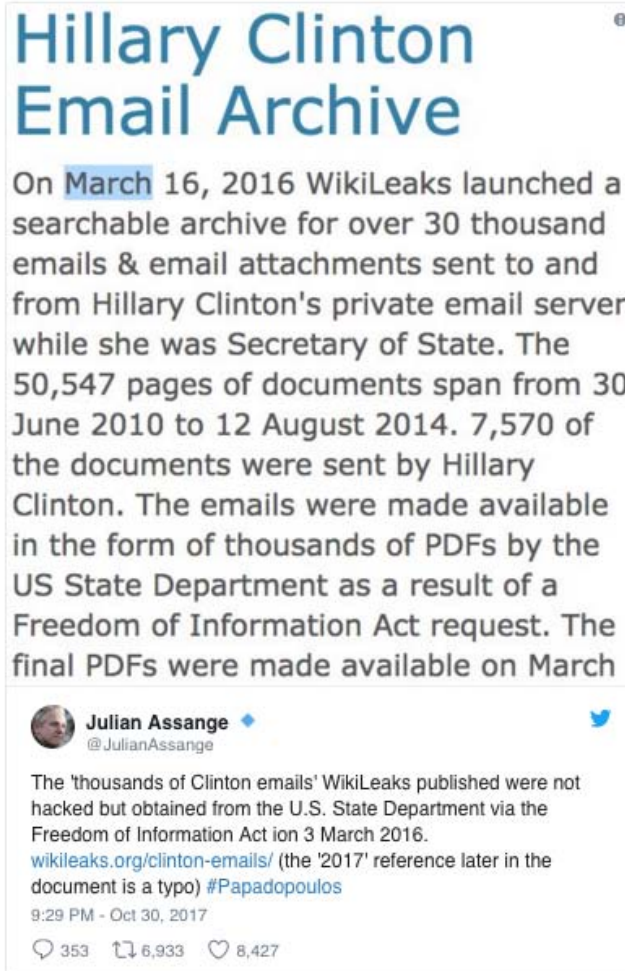 Hillary Clinton
Email Archive
On March 16, 2016 WikiLeaks launched a
searchable archive for over 30 thousand
emails & email attachments sent to and
from Hillary Clinton's private email server
while she was Secretary of State. The
50,547 pages of documents span from 30
June 2010 to 12 August 2014. 7,570 of
the documents were sent by Hillary
Clinton. The emails were made available
in the form of thousands of PDFs by the
US State Department as a result of a
Freedom of Information Act request. The
final PDFs were made available on March
Julian Assange
@JulianAssange
The 'thousands of Clinton emails' WikiLeaks published were not
hacked but obtained from the U.S. State Department via the
Freedom of Information Act ion 3 March 2016.
wikileaks.org/clinton-emails/ (the '2017' reference later in the
document is a typo) #Papadopoulos
9:29 PM - Oct 30, 2017
353 6,933 8,427